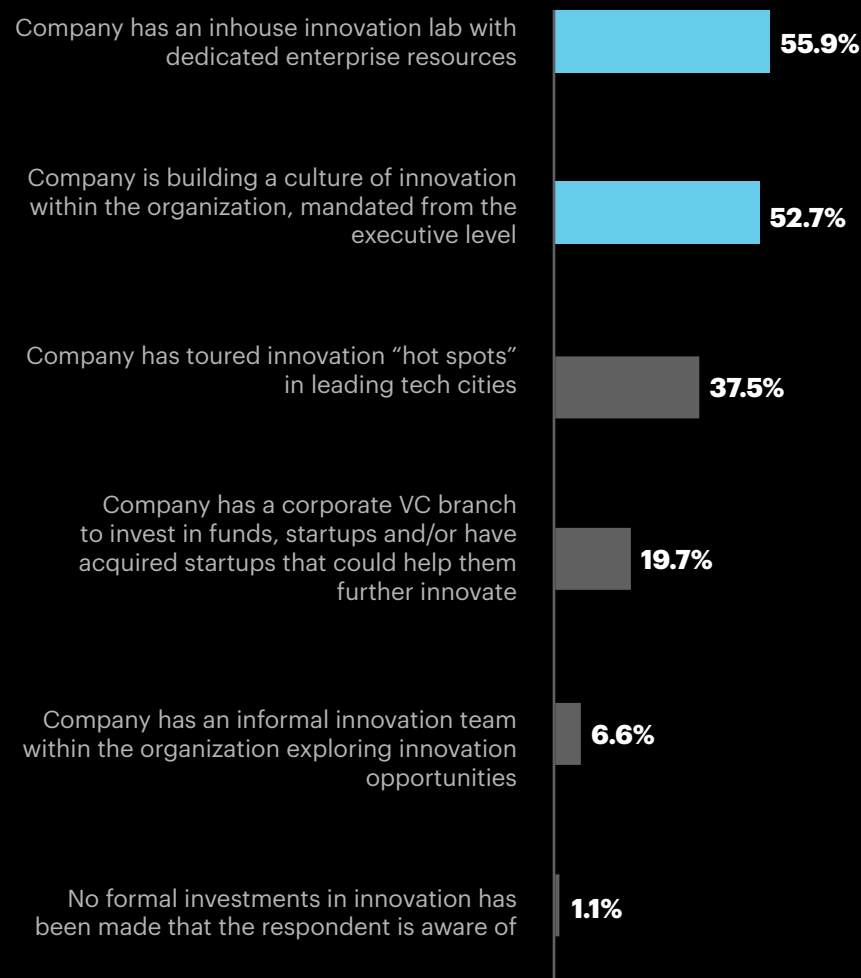 Company has an inhouse innovation lab with
dedicated enterprise resources
55.9%
Company is building a culture of innovation
within the organization, mandated from the
executive level
52.7%
Company has toured innovation “hot spots”
in leading tech cities
37.5%
Company has a corporate VC branch
to invest in funds, startups and/or have
acquired startups that could help them
further innovate
19.7%
Company has an informal innovation team
within the organization exploring innovation
opportunities
6.6%
No formal investments in innovation has
been made that the respondent is aware of
1.1%